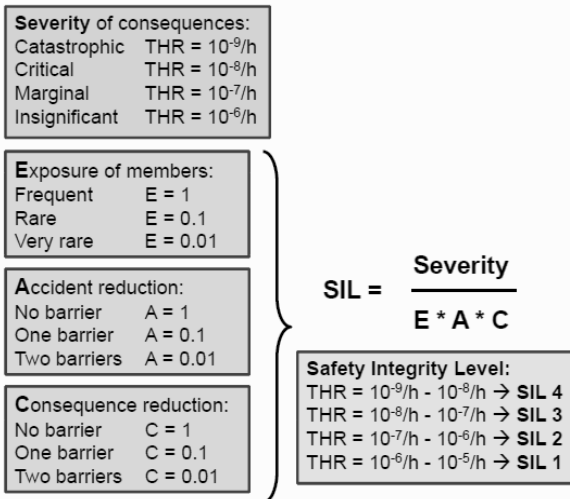 Severity of consequences:
Catastrophic THR = 10⁻⁹/h
Critical THR = 10⁻⁸/h
Marginal THR = 10⁻⁷/h
Insignificant THR = 10⁻⁶/h
Exposure of members:
Frequent E = 1
Rare E = 0.1
Very rare E = 0.01
Accident reduction:
No barrier A = 1
One barrier A = 0.1
Two barriers A = 0.01
Consequence reduction:
No barrier C = 1
One barrier C = 0.1
Two barriers C = 0.01
SIL =
Severity
E * A * C
Safety Integrity Level:
THR = 10⁻⁹/h - 10⁻⁸/h → SIL 4
THR = 10⁻⁸/h - 10⁻⁷/h → SIL 3
THR = 10⁻⁷/h - 10⁻⁶/h → SIL 2
THR = 10⁻⁶/h - 10⁻⁵/h → SIL 1